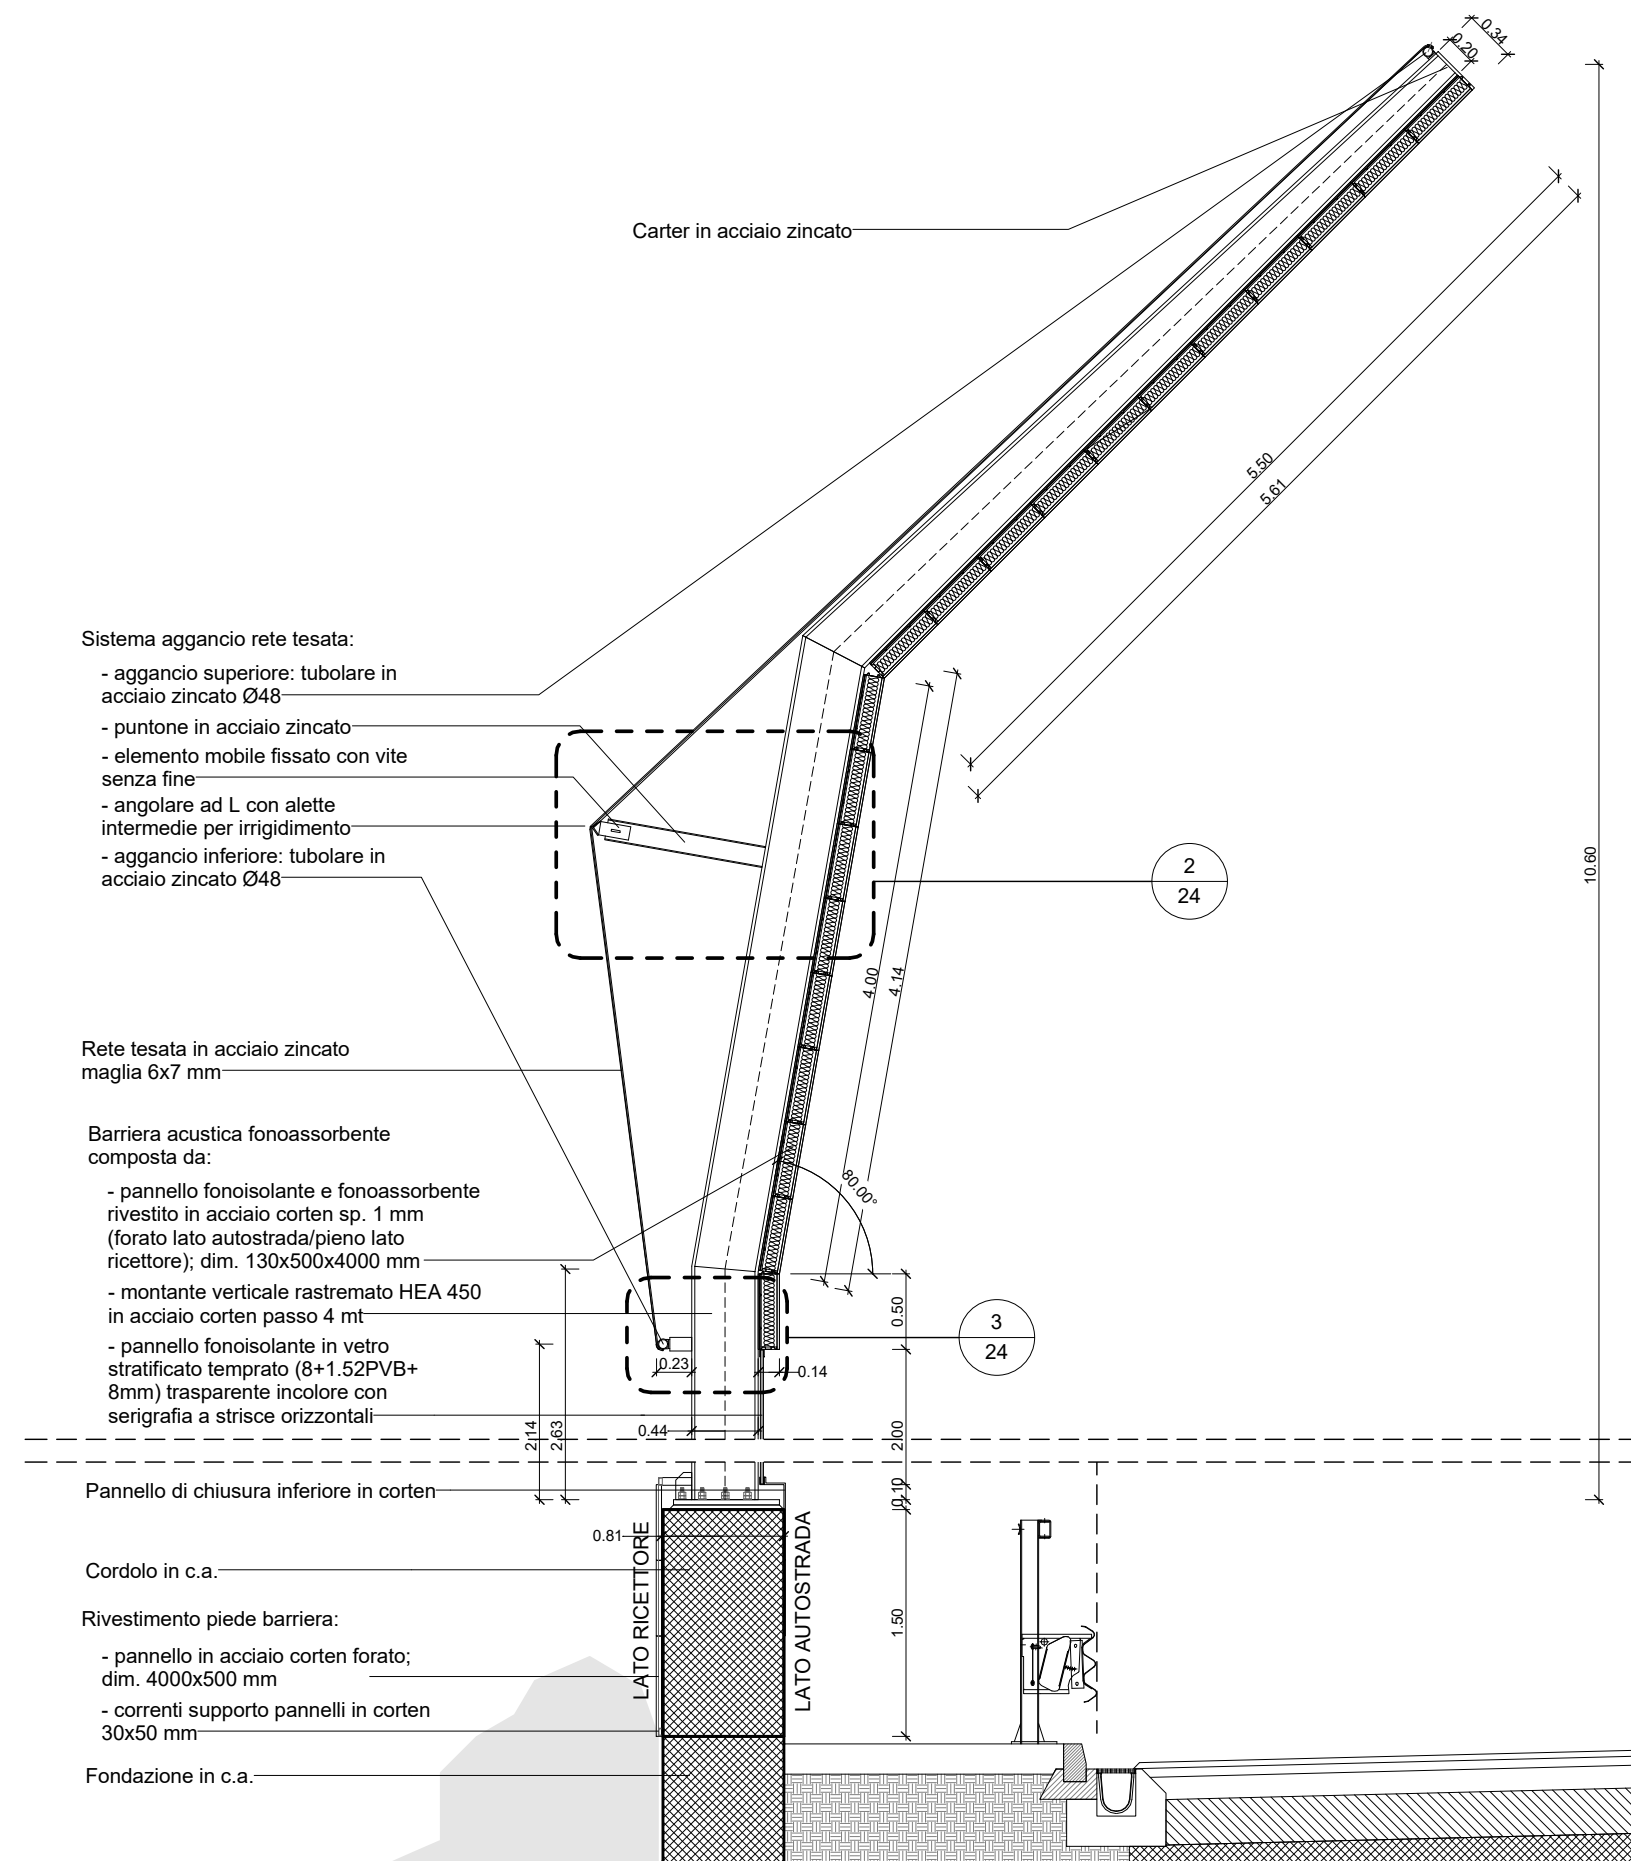 0.34
0.20
Carter in acciaio zincato
5.50
5.61
Sistema aggancio rete tesata:
- aggancio superiore: tubolare in
acciaio zincato Ø48
- puntone in acciaio zincato
- elemento mobile fissato con vite
senza fine
- angolare ad L con alette
intermedie per irrigidimento
- aggancio inferiore: tubolare in
acciaio zincato Ø48
2
24
10.60
4.00
4.14
Rete tesata in acciaio zincato
maglia 6x7 mm
Barriera acustica fonoassorbente
composta da:
- pannello fonoisolante e fonoassorbente
rivestito in acciaio corten sp. 1 mm
(forato lato autostrada/pieno lato
ricettore); dim. 130x500x4000 mm
80.00°
- montante verticale rastremato HEA 450
in acciaio corten passo 4 mt
0.50
3
24
- pannello fonoisolante in vetro
stratificato temprato (8+1.52PVB+
8mm) trasparente incolore con
serigrafia a strisce orizzontali
0.23
0.14
0.44
2.14
2.63
2.00
0.10
Pannello di chiusura inferiore in corten
0.81
LATO RICETTORE
LATO AUTOSTRADA
Cordolo in c.a.
1.50
Rivestimento piede barriera:
- pannello in acciaio corten forato;
dim. 4000x500 mm
- correnti supporto pannelli in corten
30x50 mm
Fondazione in c.a.